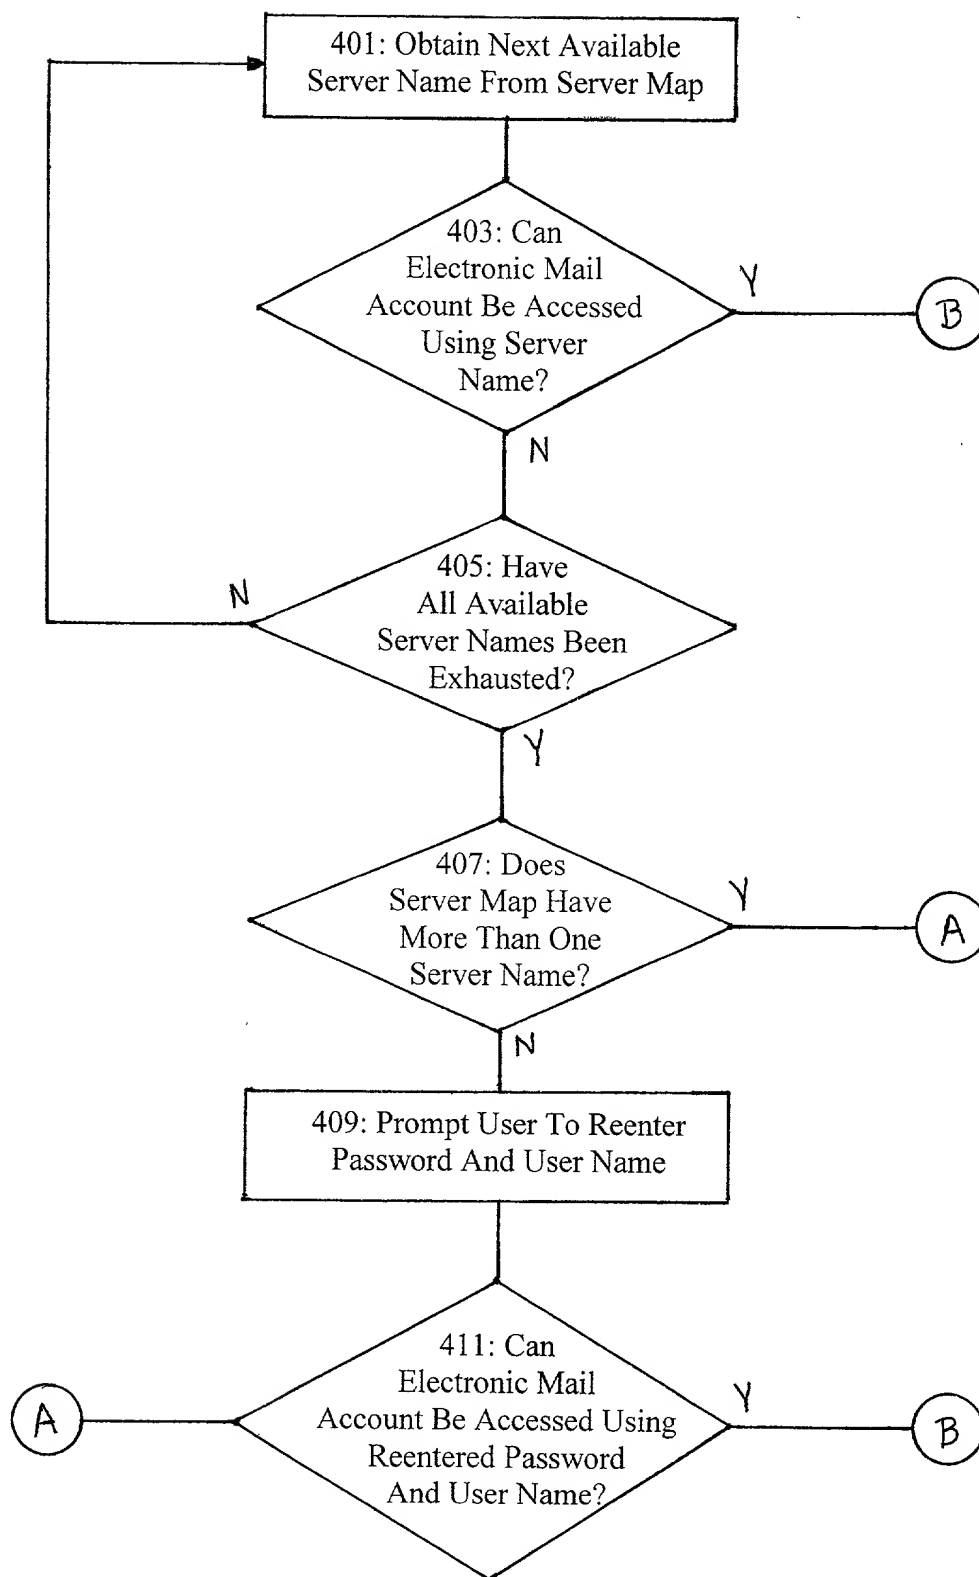 401: Obtain Next Available
Server Name From Server Map
403: Can
Electronic Mail
Account Be Accessed
Using Server
Name?
Y
B
N
405: Have
All Available
Server Names Been
Exhausted?
N
Y
407: Does
Server Map Have
More Than One
Server Name?
Y
A
N
409: Prompt User To Reenter
Password And User Name
411: Can
Electronic Mail
Account Be Accessed Using
Reentered Password
And User Name?
A
Y
B